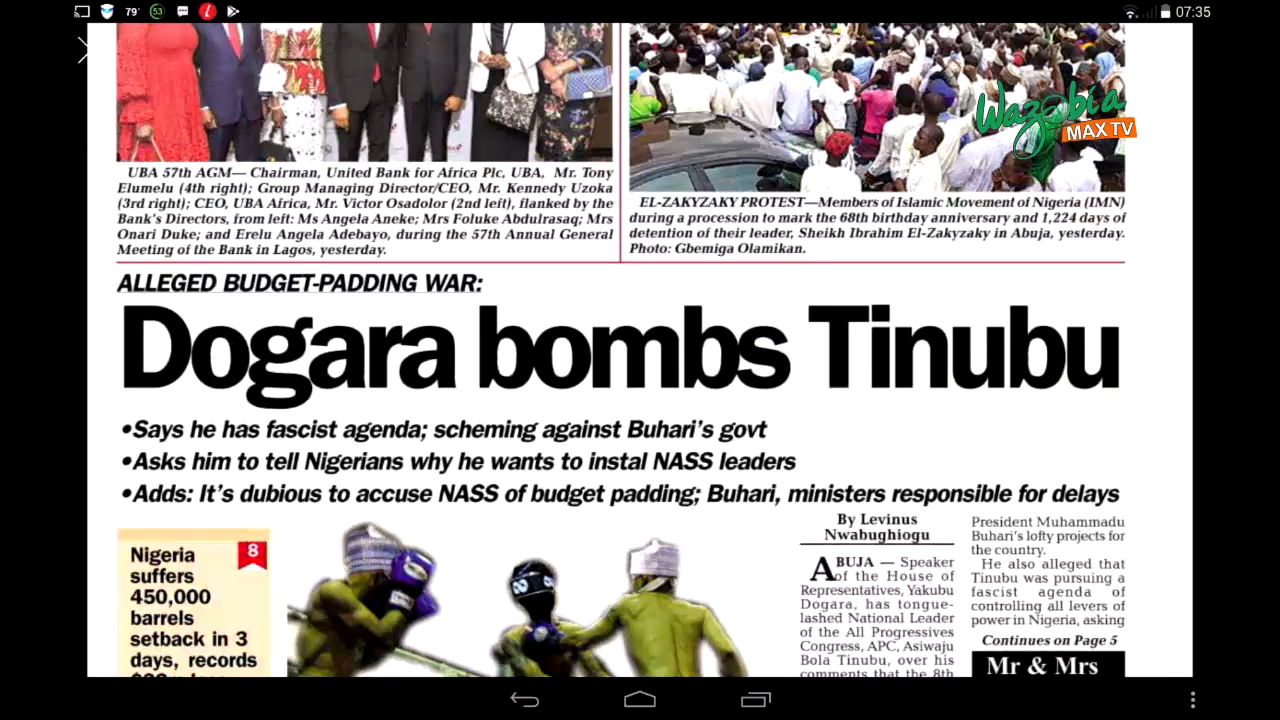 79°
53
07:35
Wazobia
MAX TV
UBA 57th AGM— Chairman, United Bank for Africa Plc, UBA, Mr. Tony
Elumelu (4th right); Group Managing Director/CEO, Mr. Kennedy Uzoka
(3rd right); CEO, UBA Africa, Mr. Victor Osadolor (2nd left), flanked by the
Bank's Directors, from left: Ms Angela Aneke; Mrs Foluke Abdulrasaq; Mrs
Onari Duke; and Erelu Angela Adebayo, during the 57th Annual General
Meeting of the Bank in Lagos, yesterday.
EL-ZAKYZAKY PROTEST—Members of Islamic Movement of Nigeria (IMN)
during a procession to mark the 68th birthday anniversary and 1,224 days of
detention of their leader, Sheikh Ibrahim El-Zakyzaky in Abuja, yesterday.
Photo: Gbemiga Olamikan.
ALLEGED BUDGET-PADDING WAR:
Dogara bombs Tinubu
•Says he has fascist agenda; scheming against Buhari's govt
•Asks him to tell Nigerians why he wants to instal NASS leaders
•Adds: It's dubious to accuse NASS of budget padding; Buhari, ministers responsible for delays
Nigeria
8
suffers
450,000
barrels
setback in 3
days, records
By Levinus
Nwabughiogu
ABUJA — Speaker
of the House of
Representatives, Yakubu
Dogara, has tongue-
lashed National Leader
of the All Progressives
Congress, APC, Asiwaju
Bola Tinubu, over his
comments that the 8th
President Muhammadu
Buhari's lofty projects for
the country.
He also alleged that
Tinubu was pursuing a
fascist agenda of
controlling all levers of
power in Nigeria, asking
Continues on Page 5
Mr & Mrs